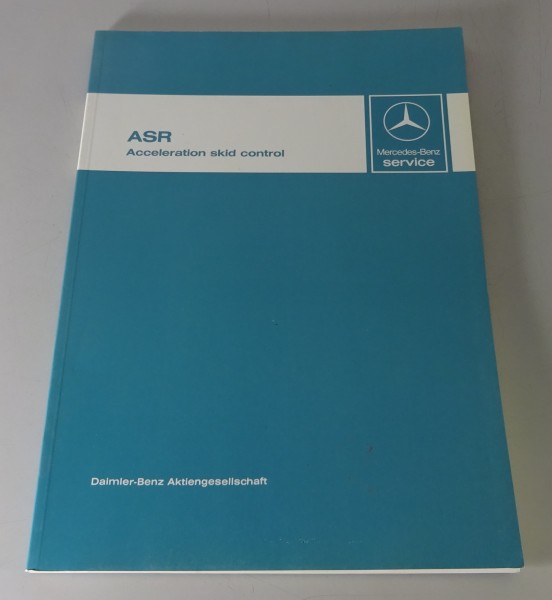 ASR
Acceleration skid control
Mercedes-Benz
service
Daimler-Benz Aktiengesellschaft